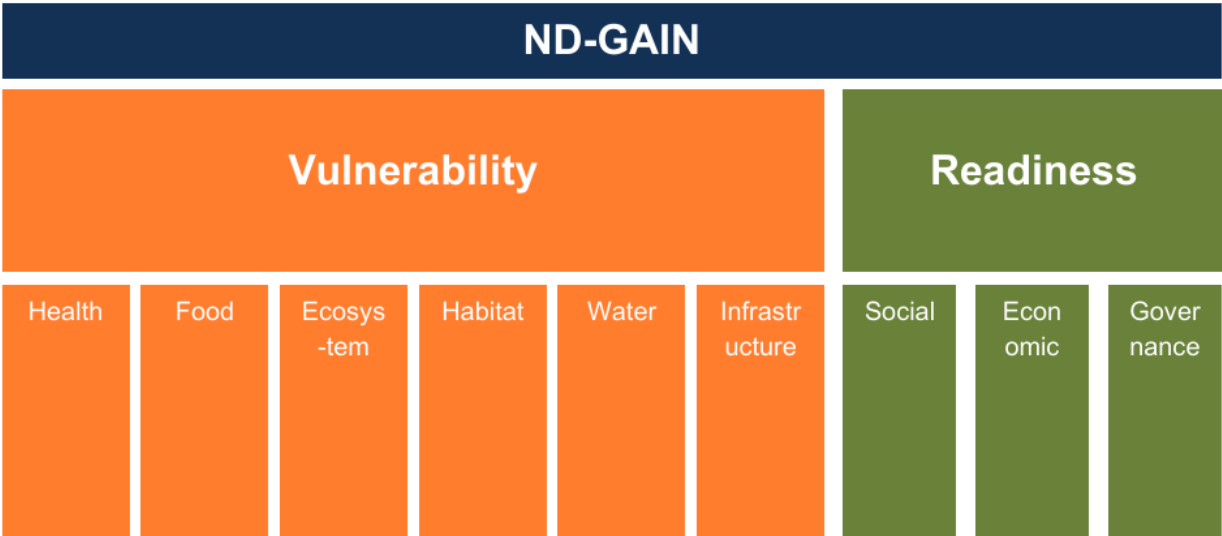 ND-GAIN
Vulnerability
Readiness
Health
Food
Ecosys
-tem
Habitat
Water
Infrastr
ucture
Social
Econ
omic
Gover
nance